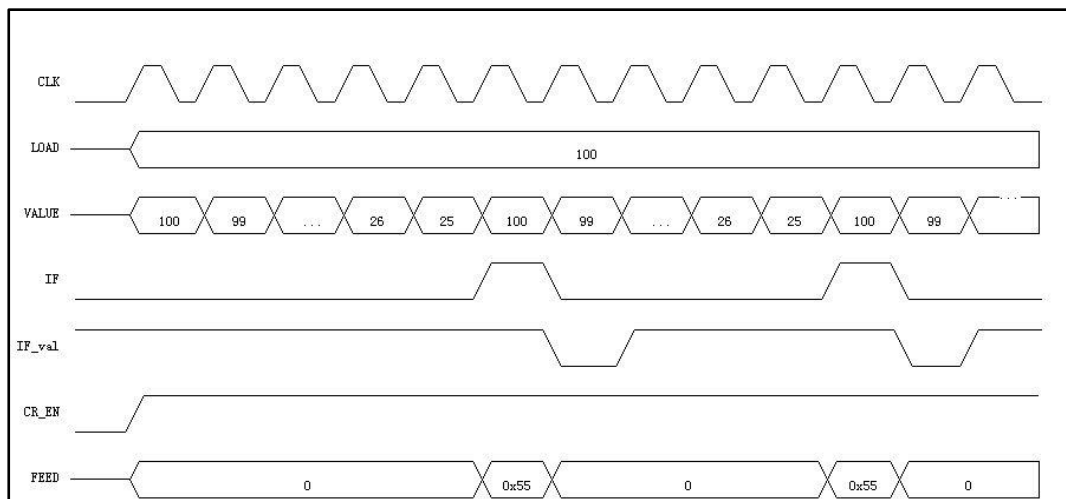 CLK
LOAD 100
VALUE 100 99 ... 26 25 100 99 ... 26 25 100 99 ...
IF
IF_val
CR_EN
FEED 0 0x55 0 0x55 0